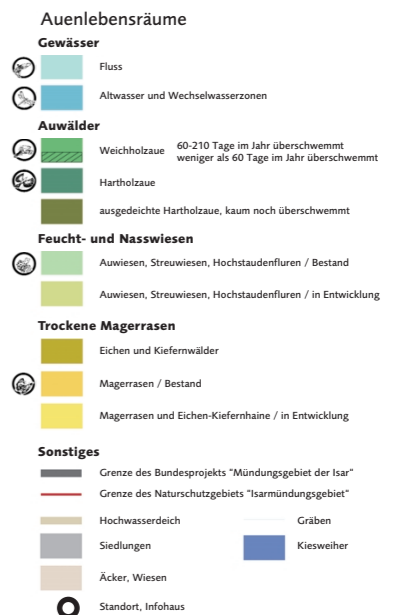 Auenlebensräume
Gewässer
Fluss
Altwasser und Wechselwasserzonen
Auwälder
Weichholzaue 60-210 Tage im Jahr überschwemmt
weniger als 60 Tage im Jahr überschwemmt
Hartholzaue
ausgedeichte Hartholzaue, kaum noch überschwemmt
Feucht- und Nasswiesen
Auwiesen, Streuwiesen, Hochstaudenfluren / Bestand
Auwiesen, Streuwiesen, Hochstaudenfluren / in Entwicklung
Trockene Magerrasen
Eichen und Kiefernwälder
Magerrasen / Bestand
Magerrasen und Eichen-Kiefernhaine / in Entwicklung
Sonstiges
Grenze des Bundesprojekts "Mündungsgebiet der Isar"
Grenze des Naturschutzgebiets "Isarmündungsgebiet"
Hochwasserdeich Gräben
Siedlungen Kiesweiher
Äcker, Wiesen
Standort, Infohaus